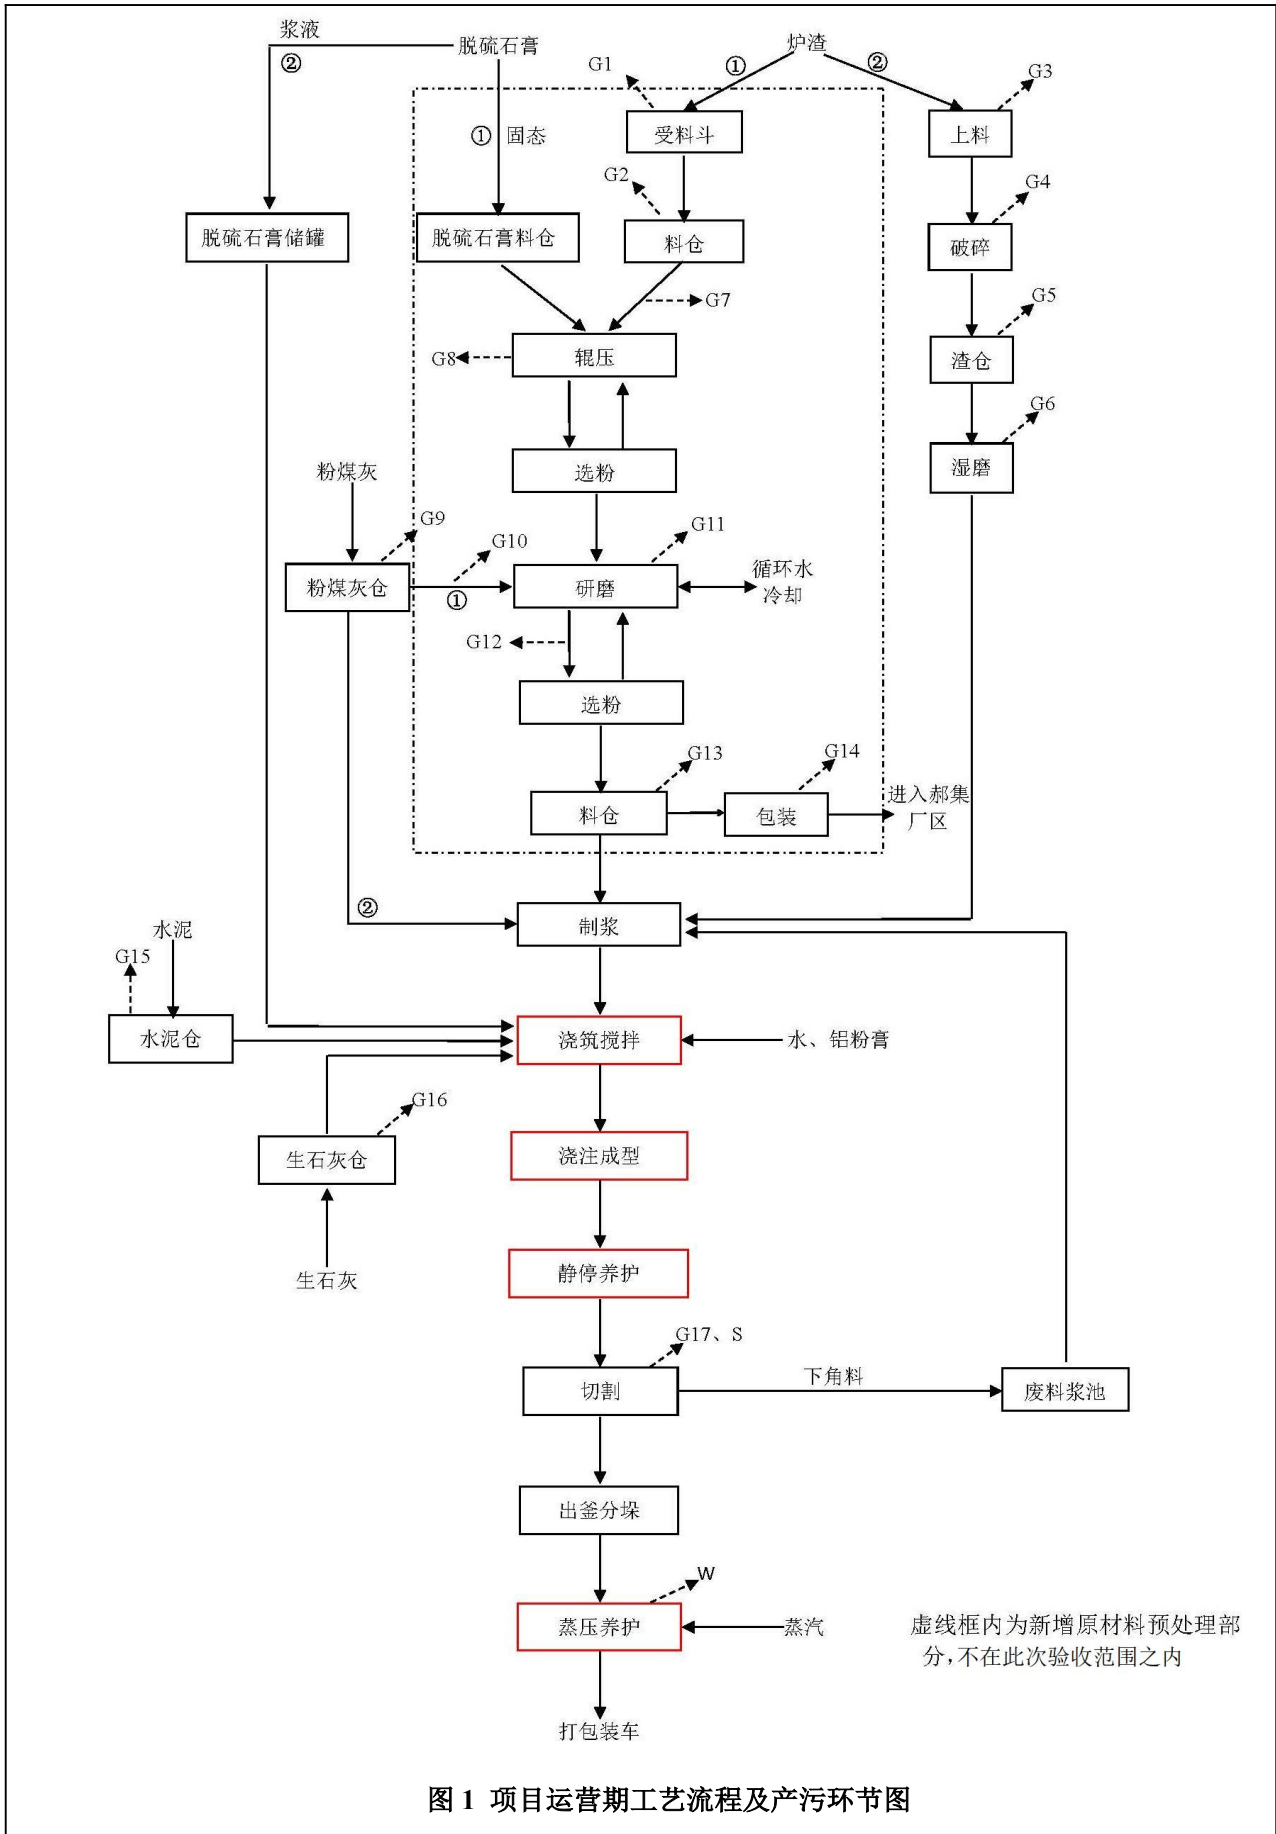 浆液
脱硫石膏
炉渣
②
①
②
G1
G3
①
固态
受料斗
上料
G2
G4
脱硫石膏储罐
脱硫石膏料仓
料仓
破碎
G7
G5
G8
辊压
渣仓
G6
粉煤灰
选粉
湿磨
G9
G10
G11
粉煤灰仓
①
研磨
循环水
冷却
G12
选粉
G13
G14
料仓
包装
进入郝集
厂区
②
水泥
制浆
G15
水泥仓
浇筑搅拌
水、铝粉膏
G16
生石灰仓
浇注成型
生石灰
静停养护
G17、S
切割
下角料
废料浆池
出釜分垛
W
蒸压养护
蒸汽
虚线框内为新增原材料预处理部
分，不在此次验收范围之内
打包装车
图 1 项目运营期工艺流程及产污环节图